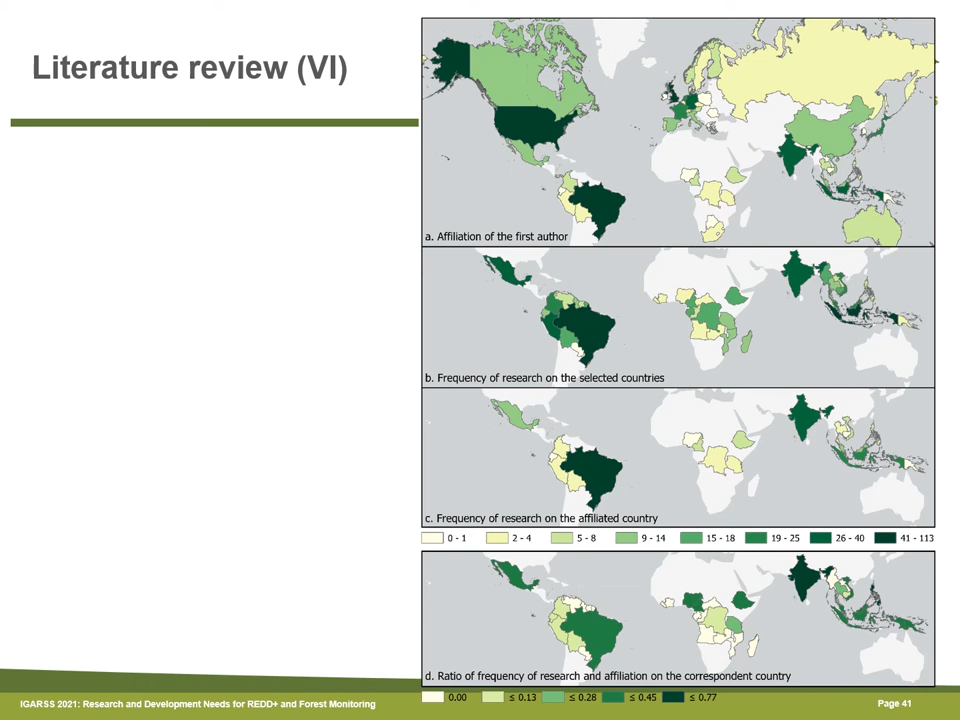 Literature review (VI)
a. Affiliation of the first author
b. Frequency of research on the selected countries
c. Frequency of research on the affiliated country
0 - 1 2 - 4 5 - 8 9 - 14 15 - 18 19 - 25 26 - 40 41 - 113
d. Ratio of frequency of research and affiliation on the correspondent country
0.00 ≤ 0.13 ≤ 0.28 ≤ 0.45 ≤ 0.77
IGARSS 2021: Research and Development Needs for REDD+ and Forest Monitoring
Page 41